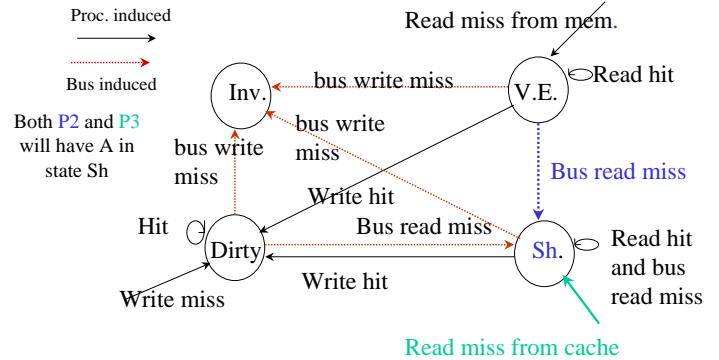 Proc. induced
Bus induced
Both P2 and P3
will have A in
state Sh
Read miss from mem.
Inv.
bus write miss
V.E.
Read hit
bus write
miss
bus write
miss
Write hit
Bus read miss
Hit
Dirty
Bus read miss
Sh.
Read hit
and bus
read miss
Write hit
Write miss
Read miss from cache